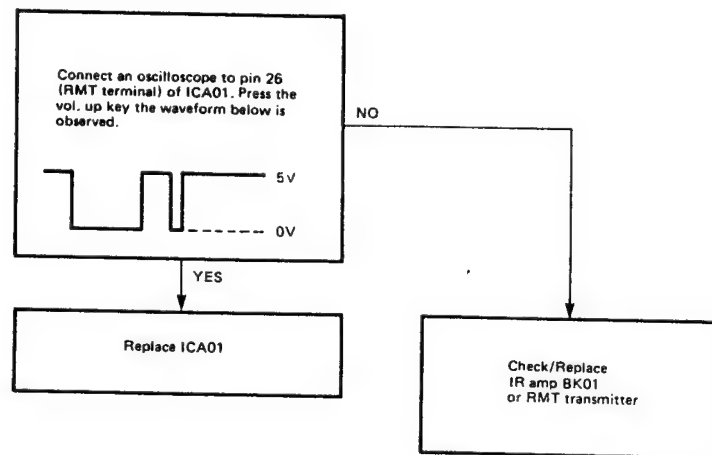 Connect an oscilloscope to pin 26
(RMT terminal) of ICA01. Press the
vol. up key the waveform below is
observed.
NO
5V
0V
YES
Replace ICA01
Check/Replace
IR amp BK01
or RMT transmitter